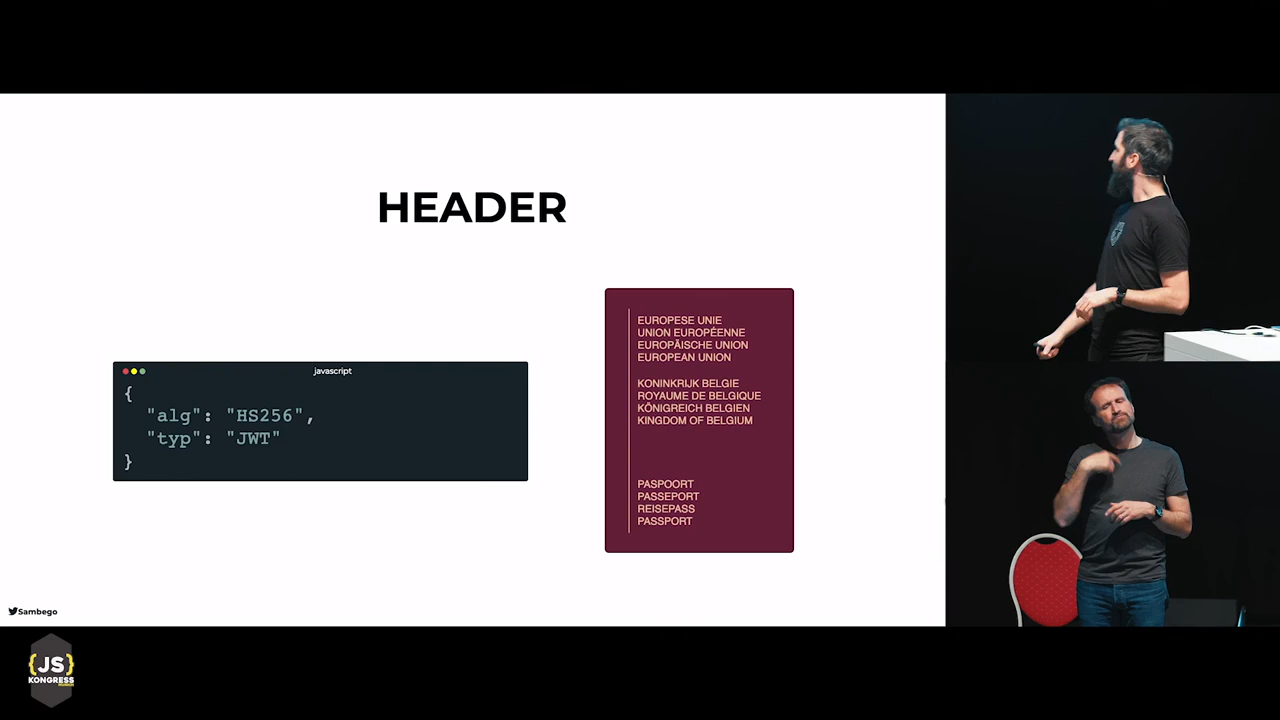 HEADER
javascript
{
"alg": "HS256",
"typ": "JWT"
}
EUROPESE UNIE
UNION EUROPÉENNE
EUROPÄISCHE UNION
EUROPEAN UNION
KONINKRIJK BELGIE
ROYAUME DE BELGIQUE
KÖNIGREICH BELGIEN
KINGDOM OF BELGIUM
PASPOORT
PASSEPORT
REISEPASS
PASSPORT
Sambego
{JS}
KONGRESS